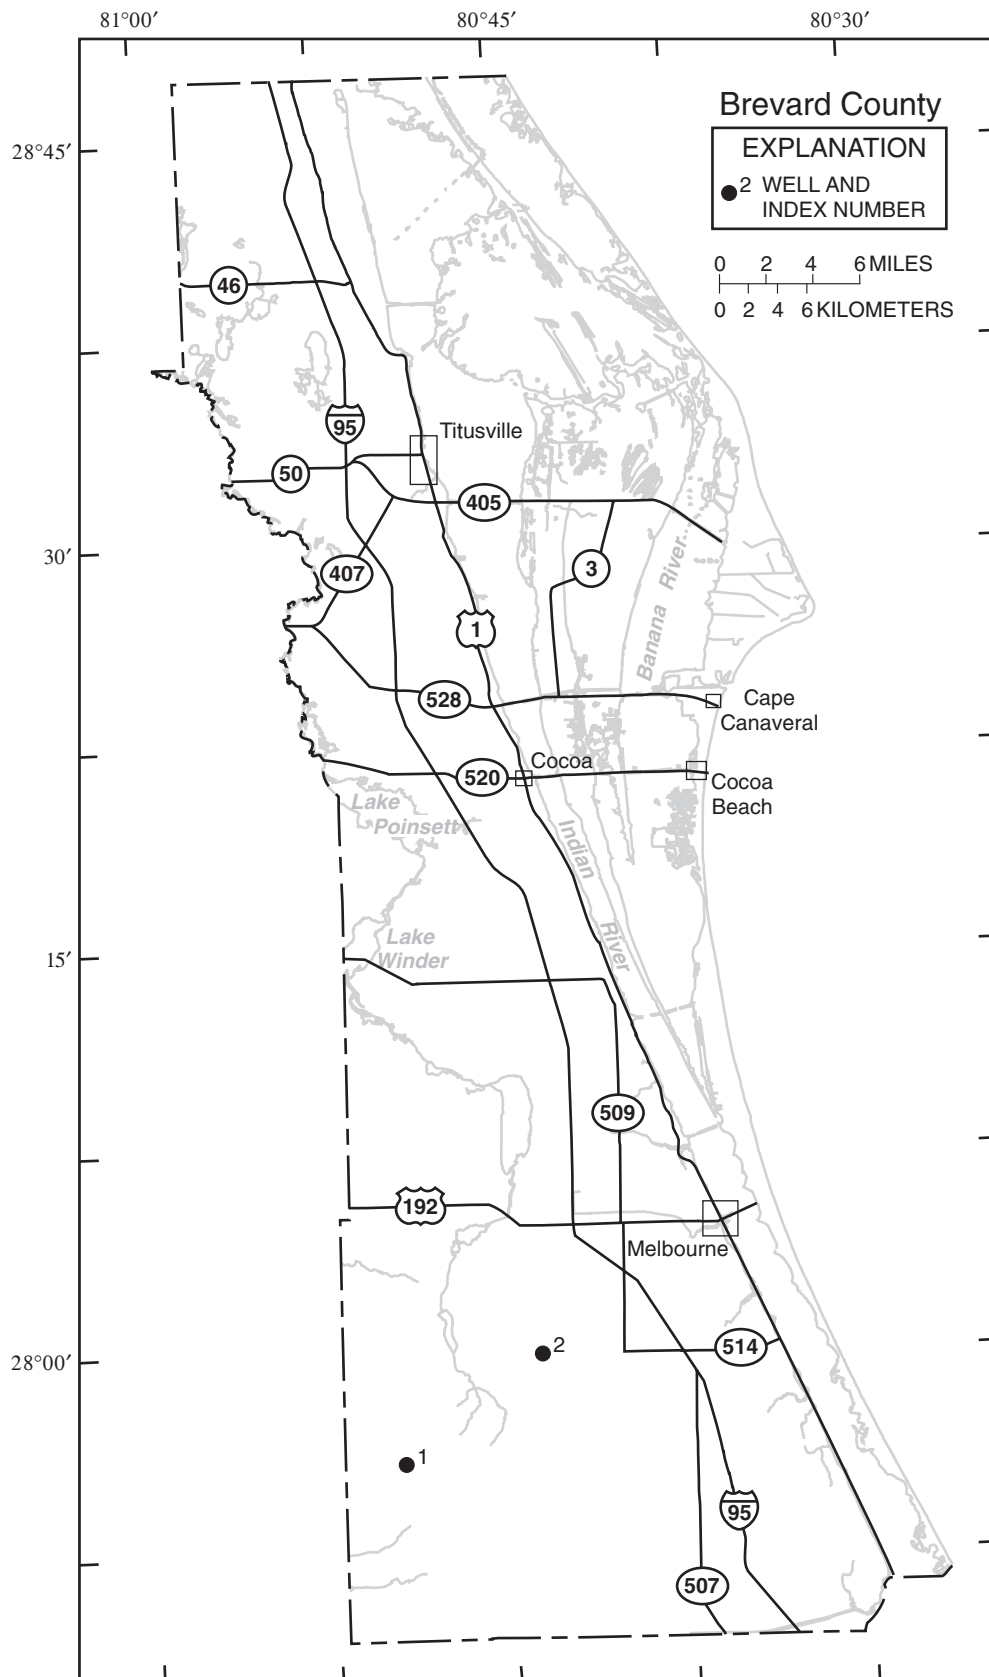 81°00′ 80°45′ 80°30′
Brevard County
EXPLANATION
2 WELL AND
INDEX NUMBER
28°45′
0 2 4 6 MILES
0 2 4 6 KILOMETERS
46
95
Titusville
50
405
30′
407
3
Banana River
1
528
Cape
Canaveral
Cocoa
520
Cocoa
Beach
Lake
Poinsett
Indian River
Lake
Winder
15′
509
192
Melbourne
28°00′
2
514
1
95
507